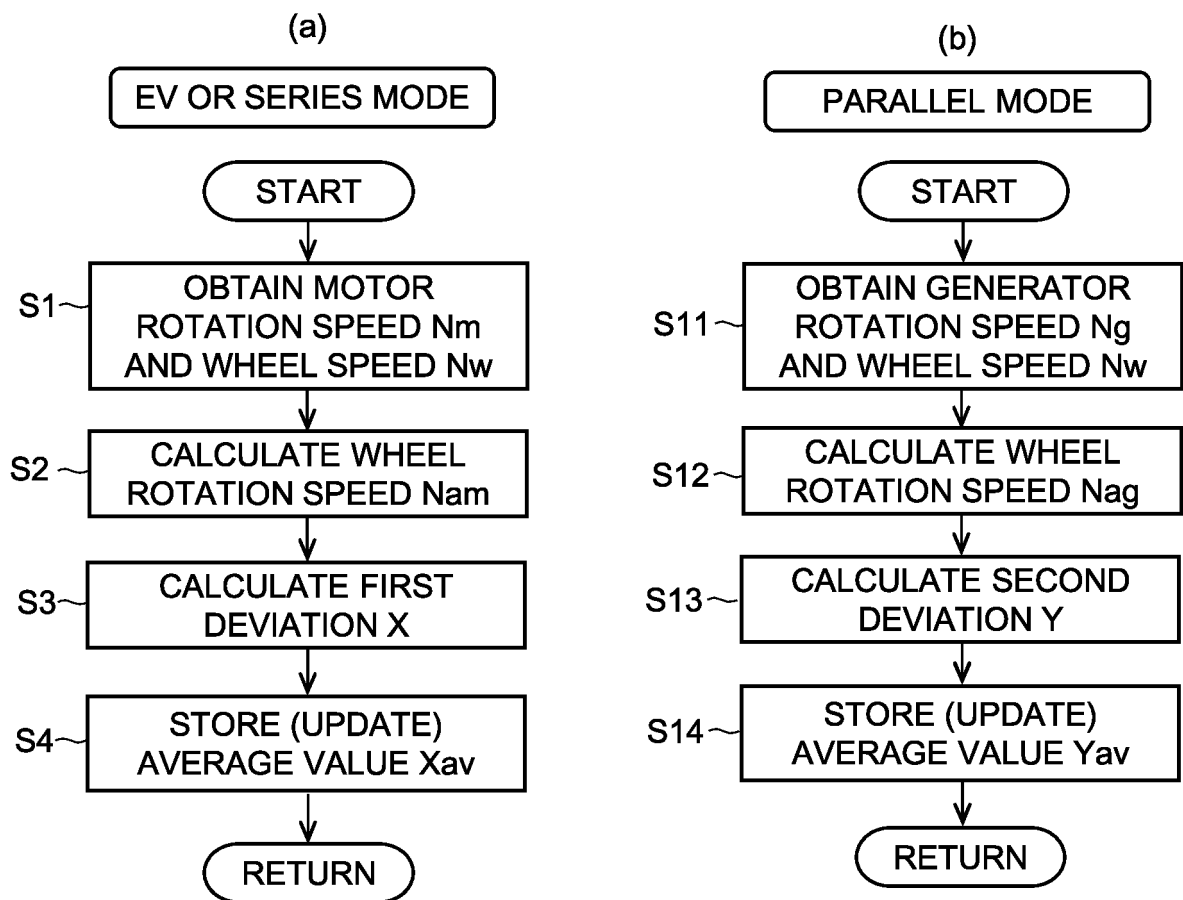 (a)
EV OR SERIES MODE
START
S1
OBTAIN MOTOR
ROTATION SPEED Nm
AND WHEEL SPEED Nw
S2
CALCULATE WHEEL
ROTATION SPEED Nam
S3
CALCULATE FIRST
DEVIATION X
S4
STORE (UPDATE)
AVERAGE VALUE Xav
RETURN
(b)
PARALLEL MODE
START
S11
OBTAIN GENERATOR
ROTATION SPEED Ng
AND WHEEL SPEED Nw
S12
CALCULATE WHEEL
ROTATION SPEED Nag
S13
CALCULATE SECOND
DEVIATION Y
S14
STORE (UPDATE)
AVERAGE VALUE Yav
RETURN